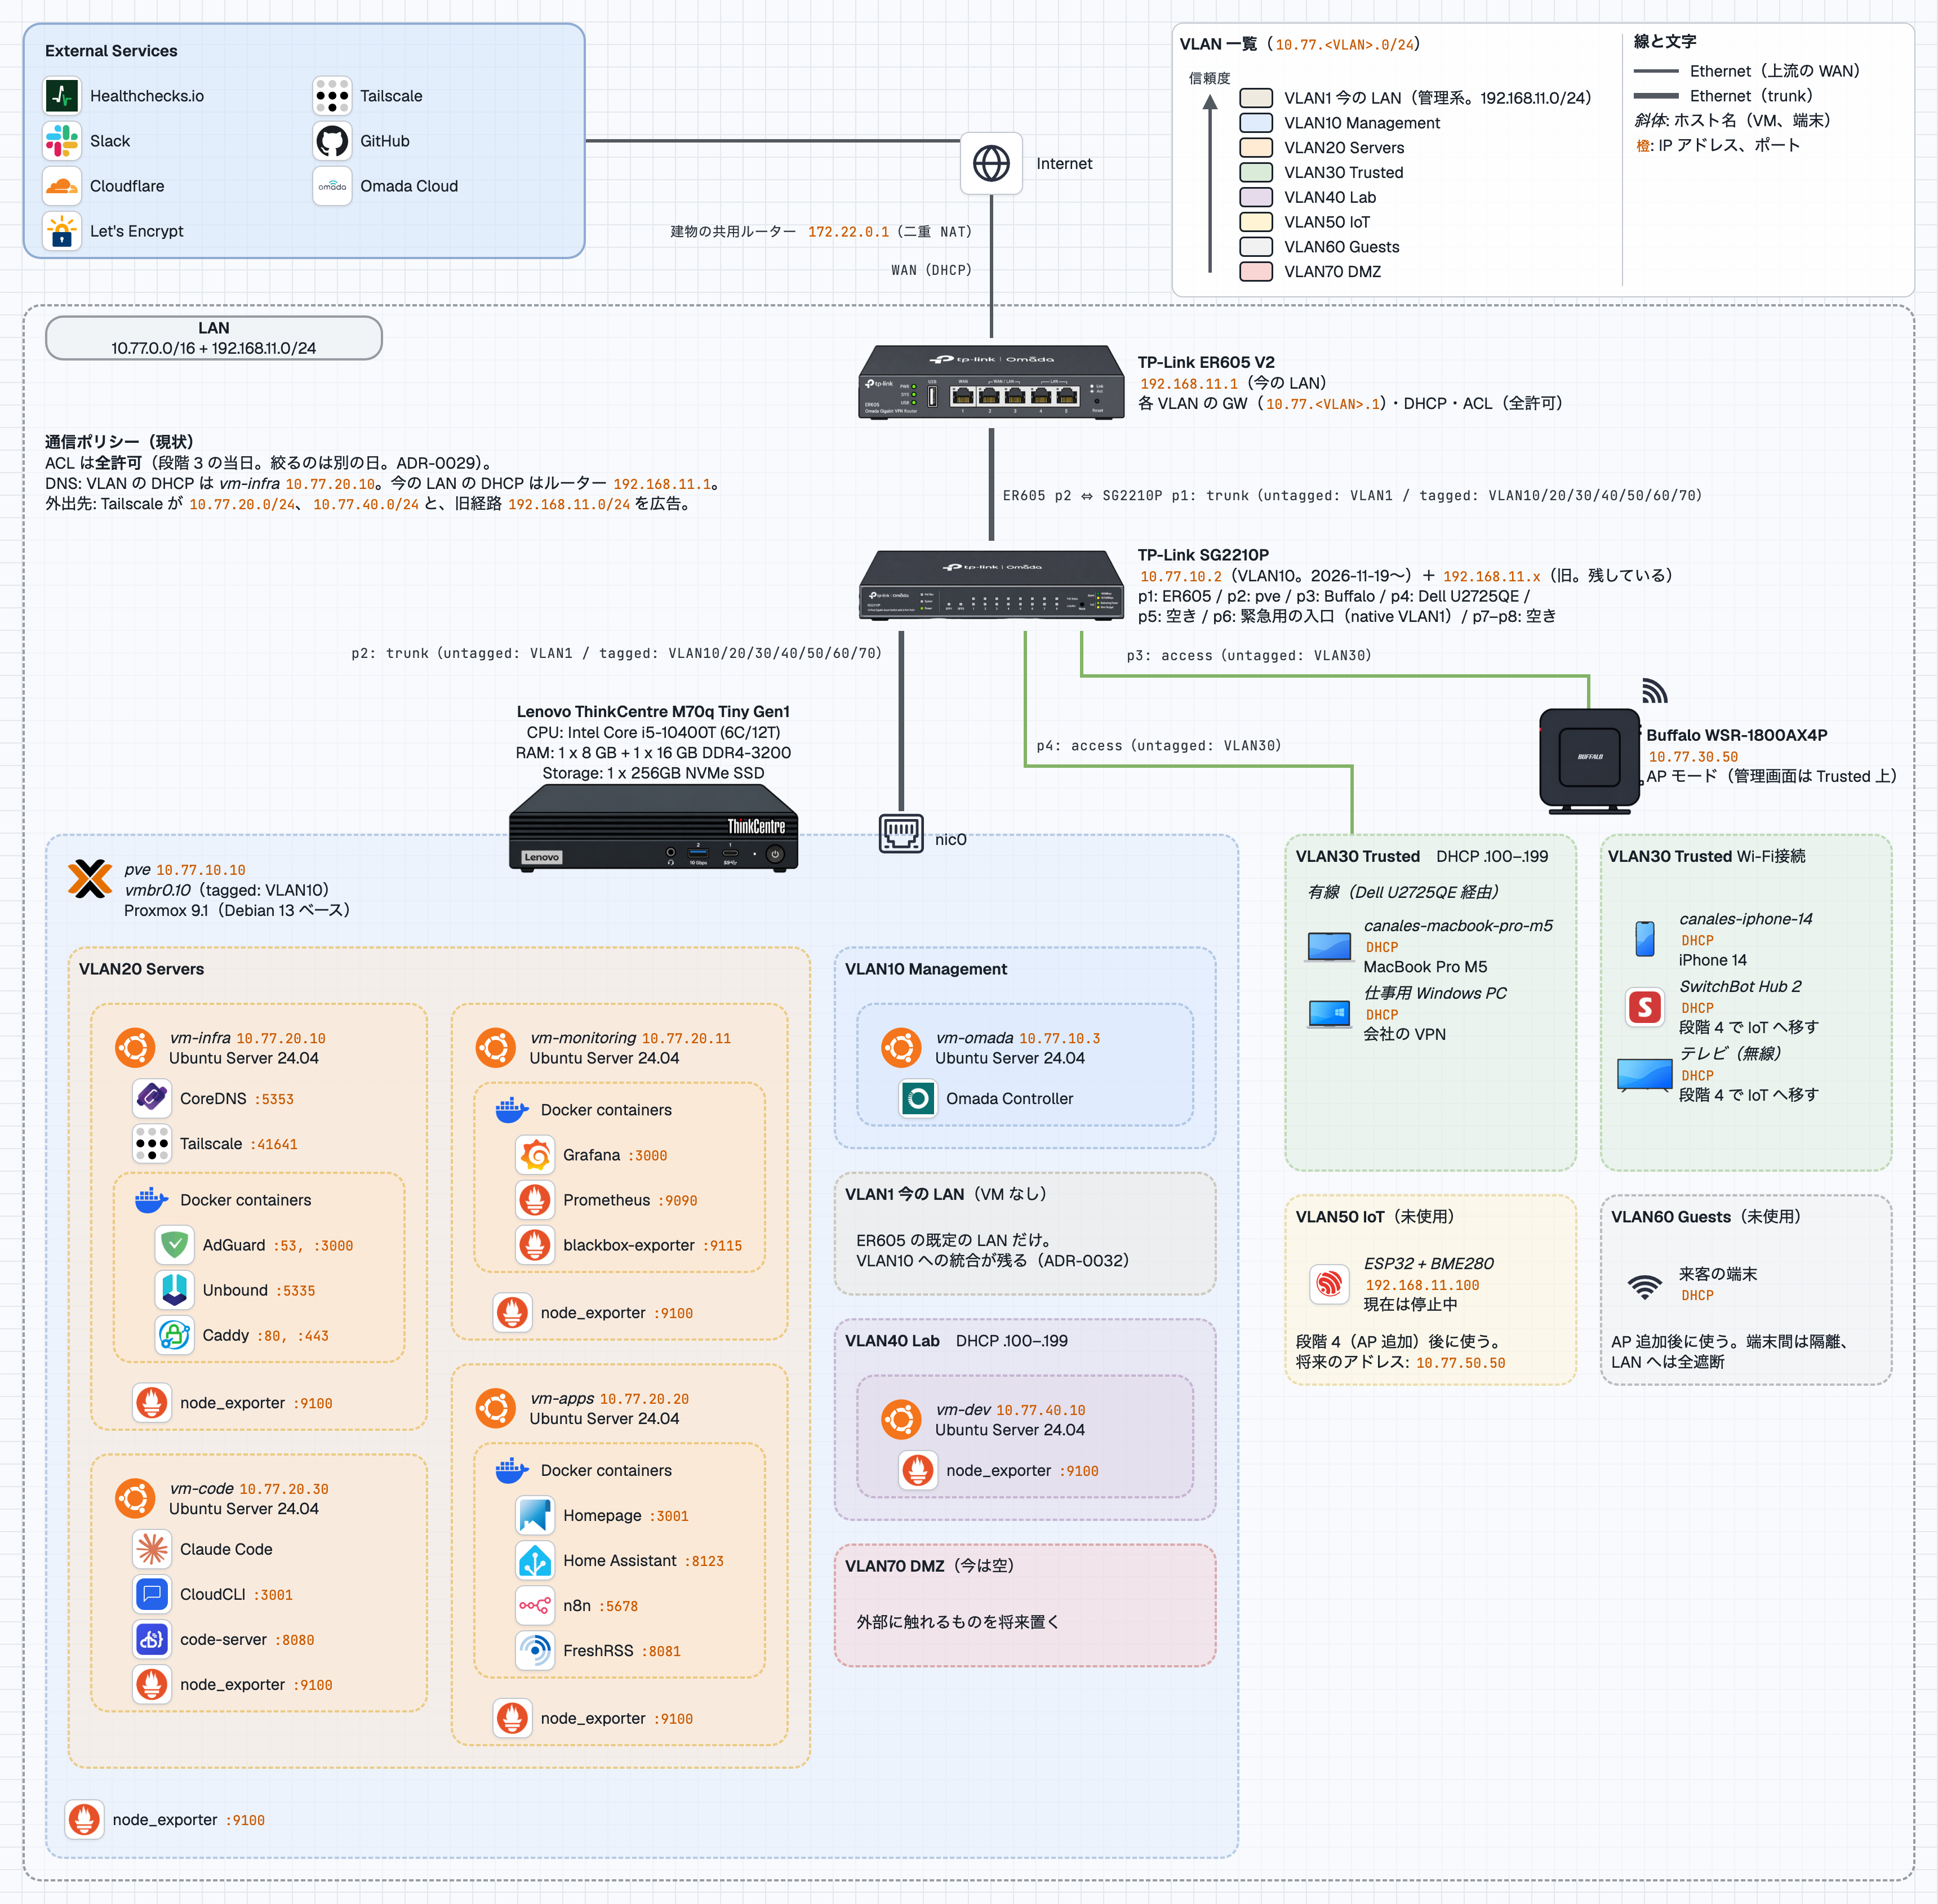 External Services
Healthchecks.io
Tailscale
Slack
GitHub
Cloudflare
omada
Omada Cloud
Let's Encrypt
Internet
建物の共用ルーター 172.22.0.1（二重 NAT）
WAN（DHCP）
VLAN 一覧（10.77.<VLAN>.0/24）
信頼度
VLAN1 今の LAN（管理系。192.168.11.0/24）
VLAN10 Management
VLAN20 Servers
VLAN30 Trusted
VLAN40 Lab
VLAN50 IoT
VLAN60 Guests
VLAN70 DMZ
線と文字
Ethernet（上流の WAN）
Ethernet（trunk）
斜体: ホスト名（VM、端末）
橙: IP アドレス、ポート
LAN
10.77.0.0/16 + 192.168.11.0/24
tp-link | Omada
TP-Link ER605 V2
192.168.11.1（今の LAN）
各 VLAN の GW（10.77.<VLAN>.1）・DHCP・ACL（全許可）
通信ポリシー（現状）
ACL は全許可（段階 3 の当日。絞るのは別の日。ADR-0029）。
DNS: VLAN の DHCP は vm-infra 10.77.20.10。今の LAN の DHCP はルーター 192.168.11.1。
外出先: Tailscale が 10.77.20.0/24、10.77.40.0/24 と、旧経路 192.168.11.0/24 を広告。
ER605 p2 ⇔ SG2210P p1: trunk（untagged: VLAN1 / tagged: VLAN10/20/30/40/50/60/70）
tp-link | Omada
TP-Link SG2210P
10.77.10.2（VLAN10。2026-11-19〜）＋ 192.168.11.x（旧。残している）
p1: ER605 / p2: pve / p3: Buffalo / p4: Dell U2725QE /
p5: 空き / p6: 緊急用の入口（native VLAN1）/ p7–p8: 空き
p2: trunk（untagged: VLAN1 / tagged: VLAN10/20/30/40/50/60/70）
p3: access（untagged: VLAN30）
p4: access（untagged: VLAN30）
Lenovo ThinkCentre M70q Tiny Gen1
CPU: Intel Core i5-10400T (6C/12T)
RAM: 1 x 8 GB + 1 x 16 GB DDR4-3200
Storage: 1 x 256GB NVMe SSD
ThinkCentre
Lenovo
nic0
BUFFALO
Buffalo WSR-1800AX4P
10.77.30.50
AP モード（管理画面は Trusted 上）
pve 10.77.10.10
vmbr0.10（tagged: VLAN10）
Proxmox 9.1（Debian 13 ベース）
VLAN20 Servers
vm-infra 10.77.20.10
Ubuntu Server 24.04
CoreDNS :5353
Tailscale :41641
Docker containers
AdGuard :53, :3000
Unbound :5335
Caddy :80, :443
node_exporter :9100
vm-code 10.77.20.30
Ubuntu Server 24.04
Claude Code
CloudCLI :3001
code-server :8080
node_exporter :9100
vm-monitoring 10.77.20.11
Ubuntu Server 24.04
Docker containers
Grafana :3000
Prometheus :9090
blackbox-exporter :9115
node_exporter :9100
vm-apps 10.77.20.20
Ubuntu Server 24.04
Docker containers
Homepage :3001
Home Assistant :8123
n8n :5678
FreshRSS :8081
node_exporter :9100
node_exporter :9100
VLAN10 Management
vm-omada 10.77.10.3
Ubuntu Server 24.04
Omada Controller
VLAN1 今の LAN（VM なし）
ER605 の既定の LAN だけ。
VLAN10 への統合が残る（ADR-0032）
VLAN40 Lab DHCP .100–.199
vm-dev 10.77.40.10
Ubuntu Server 24.04
node_exporter :9100
VLAN70 DMZ（今は空）
外部に触れるものを将来置く
VLAN30 Trusted DHCP .100–.199
有線（Dell U2725QE 経由）
canales-macbook-pro-m5
DHCP
MacBook Pro M5
仕事用 Windows PC
DHCP
会社の VPN
VLAN30 Trusted Wi-Fi接続
canales-iphone-14
DHCP
iPhone 14
SwitchBot Hub 2
DHCP
段階 4 で IoT へ移す
テレビ（無線）
DHCP
段階 4 で IoT へ移す
VLAN50 IoT（未使用）
ESP32 + BME280
192.168.11.100
現在は停止中
段階 4（AP 追加）後に使う。
将来のアドレス: 10.77.50.50
VLAN60 Guests（未使用）
来客の端末
DHCP
AP 追加後に使う。端末間は隔離、
LAN へは全遮断